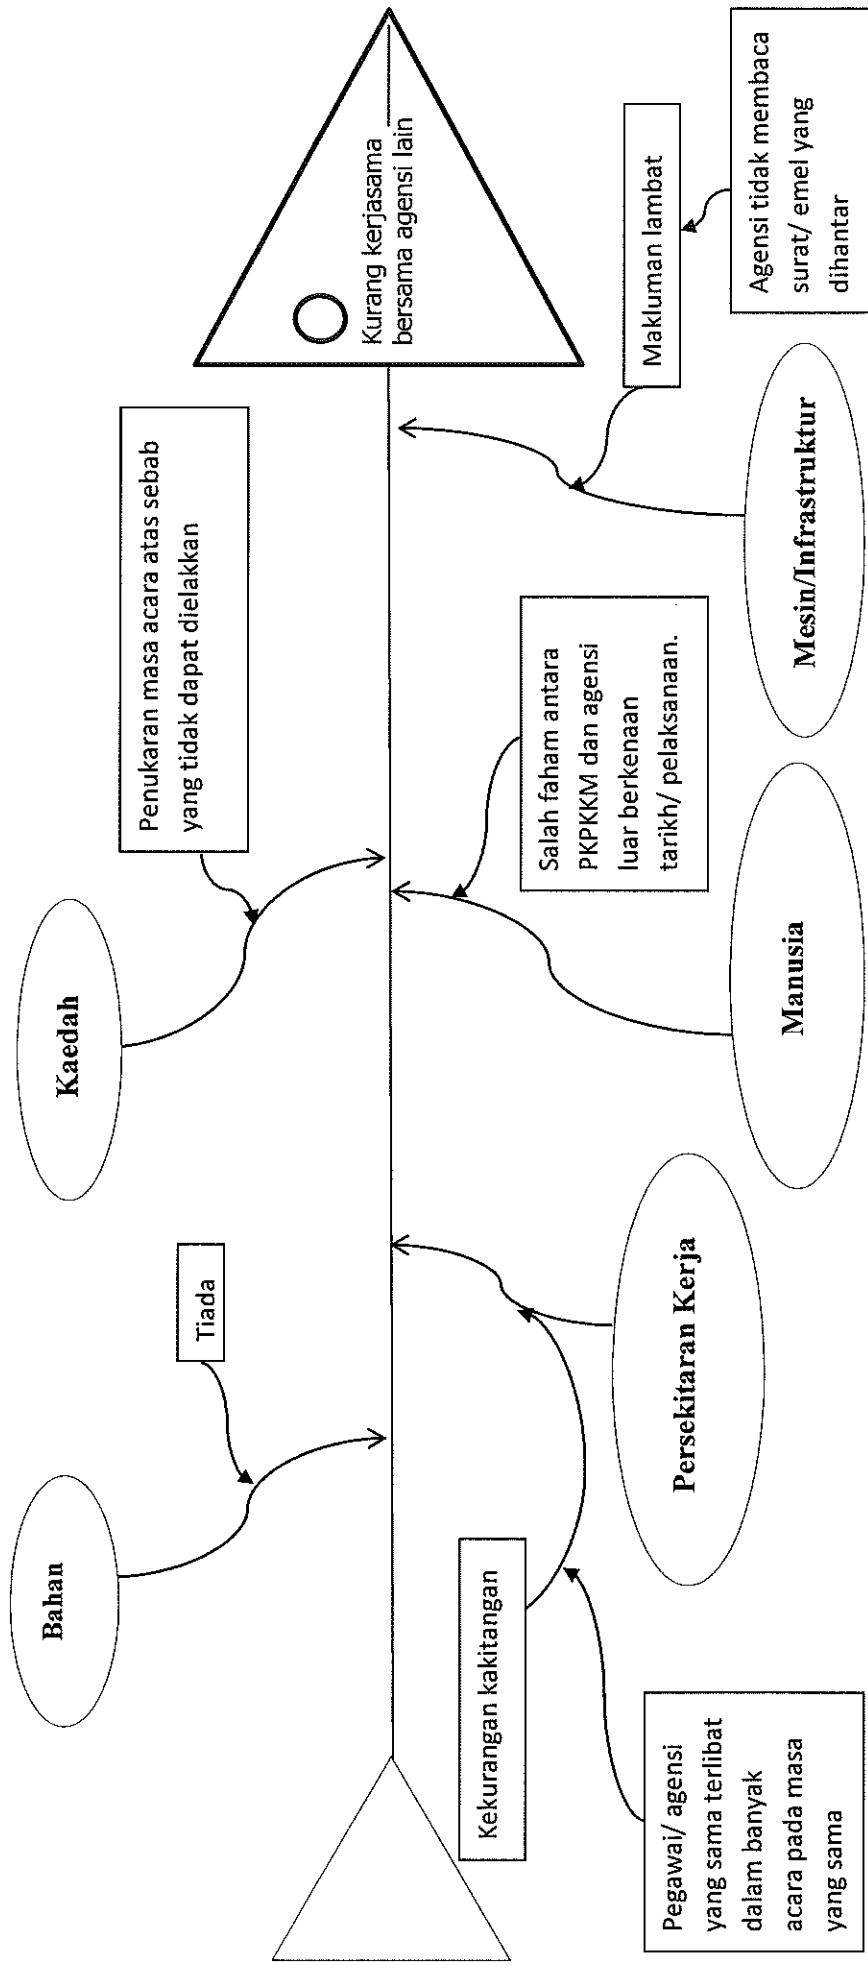 Bahan
Tiada
Kaedah
Penukaran masa acara atas sebab
yang tidak dapat dielakkan
Kurang kerjasama
bersama agensi lain
Kekurangan kakitangan
Pegawai/ agensi
yang sama terlibat
dalam banyak
acara pada masa
yang sama
Persekitaran Kerja
Salah faham antara
PKPKKM dan agensi
luar berkenaan
tarikh/ pelaksanaan.
Manusia
Makluman lambat
Agensi tidak membaca
surat/ emel yang
dihantar
Mesin/Infrastruktur